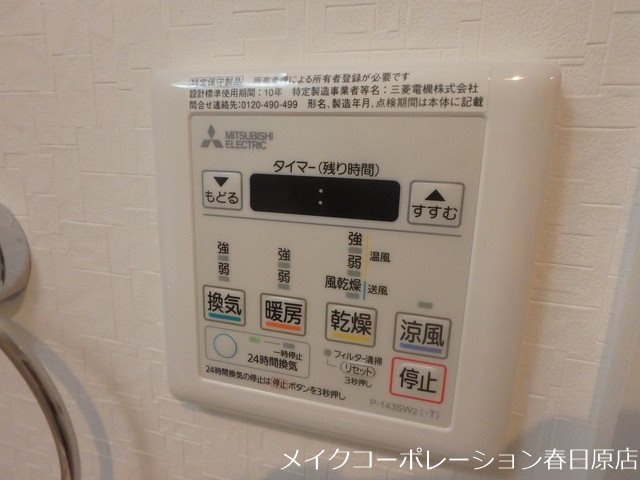 特定保守製品 所有者様による所有者登録が必要です
設計標準使用期間：10年 特定製造事業者等名：三菱電機株式会社
問合せ連絡先:0120-490-499 形名、製造年月、点検期間は本体に記載
MITSUBISHI
ELECTRIC
タイマー(残り時間)
▼
もどる
:
▲
すすむ
強
弱
強
弱
強
弱
温風
風乾燥
送風
換気
暖房
乾燥
涼風
一時停止
24時間換気
フィルター清掃
リセット
3秒押し
停止
24時間換気の停止は 停止 ボタンを3秒押し
P-143SW2 (-T)
メイクコーポレーション春日原店